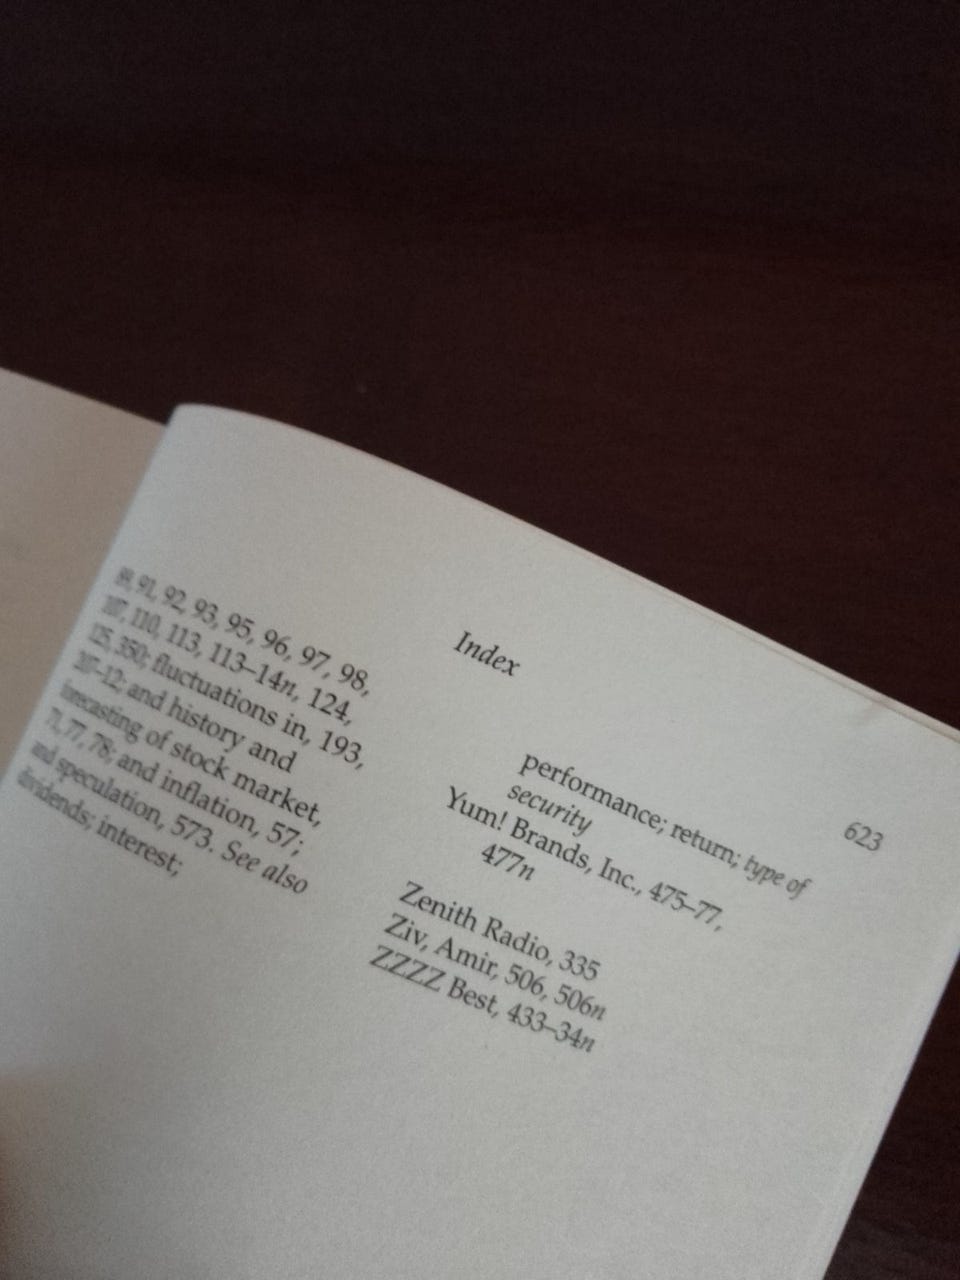 Index
623
89, 91, 92, 93, 95, 96, 97, 98,
107, 110, 113, 113–14n, 124,
125, 350; fluctuations in, 193,
207–12; and history and
forecasting of stock market,
71, 77, 78; and inflation, 57;
and speculation, 573. See also
dividends; interest;
performance; return; type of
security
Yum! Brands, Inc., 475–77,
477n
Zenith Radio, 335
Ziv, Amir, 506, 506n
ZZZZ Best, 433–34n